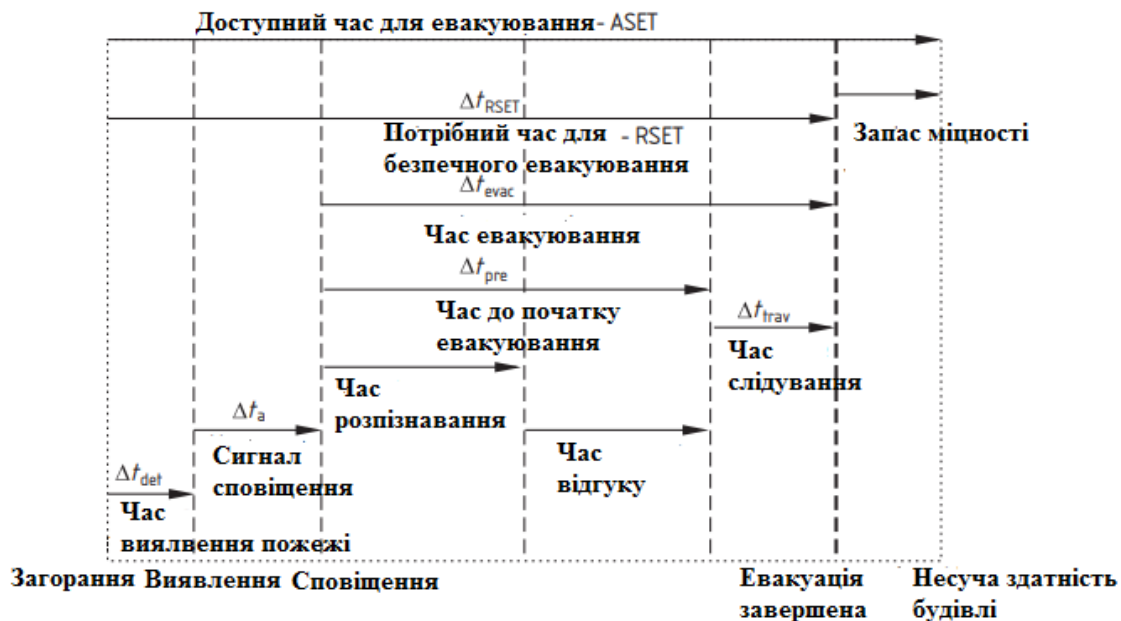 Доступний час для евакуювання- ASET
Δt_RSET
Потрібний час для - RSET
безпечного евакуювання
Запас міцності
Δt_evac
Час евакуювання
Δt_pre
Час до початку
евакуювання
Δt_trav
Час
слідування
Час
розпізнавання
Δt_a
Сигнал
сповіщення
Час
відгуку
Δt_det
Час
виялвення пожежі
Загорання Виявлення Сповіщення
Евакуація
завершена
Несуча здатність
будівлі